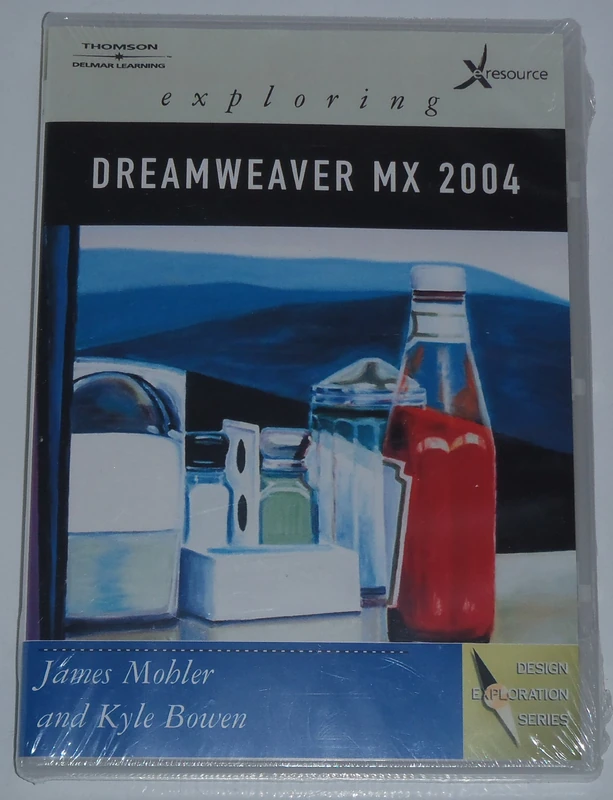 THOMSON
DELMAR LEARNING
eresource
exploring
DREAMWEAVER MX 2004
James Mohler
and Kyle Bowen
DESIGN
EXPLORATION
SERIES